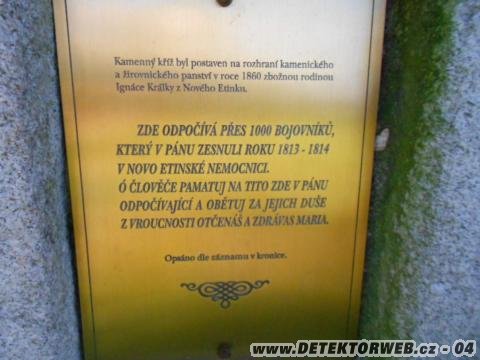 Kamenný kříž byl postaven na rozhraní kamenického
a žirovnického panství v roce 1860 zbožnou rodinou
Ignáce Králky z Nového Etinku.
ZDE ODPOČÍVÁ PŘES 1000 BOJOVNÍKŮ,
KTERÝ V PÁNU ZESNULI ROKU 1813 - 1814
V NOVO ETINSKÉ NEMOCNICI.
Ó ČLOVĚČE PAMATUJ NA TITO ZDE V PÁNU
ODPOČÍVAJÍCÍ A OBĚTUJ ZA JEJICH DUŠE
Z VROUCNOSTI OTČENÁŠ A ZDRÁVAS MARIA.
Opsáno dle záznamu v kronice.
www.DETEKTORWEB.cz - 04